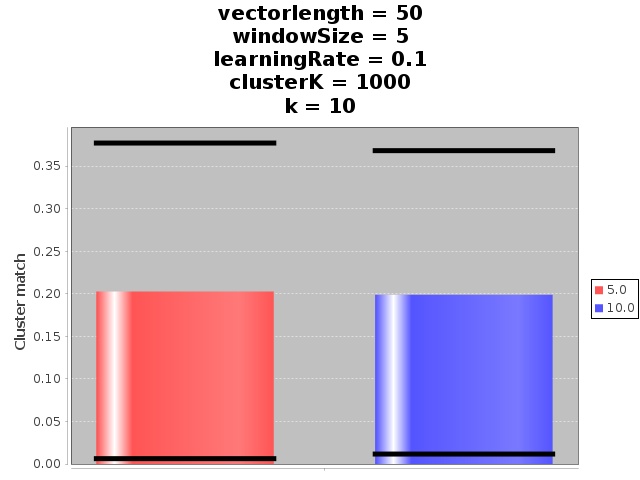 vectorlength = 50
windowSize = 5
learningRate = 0.1
clusterK = 1000
k = 10
Cluster match
0.35
0.30
0.25
0.20
0.15
0.10
0.05
0.00
5.0
10.0